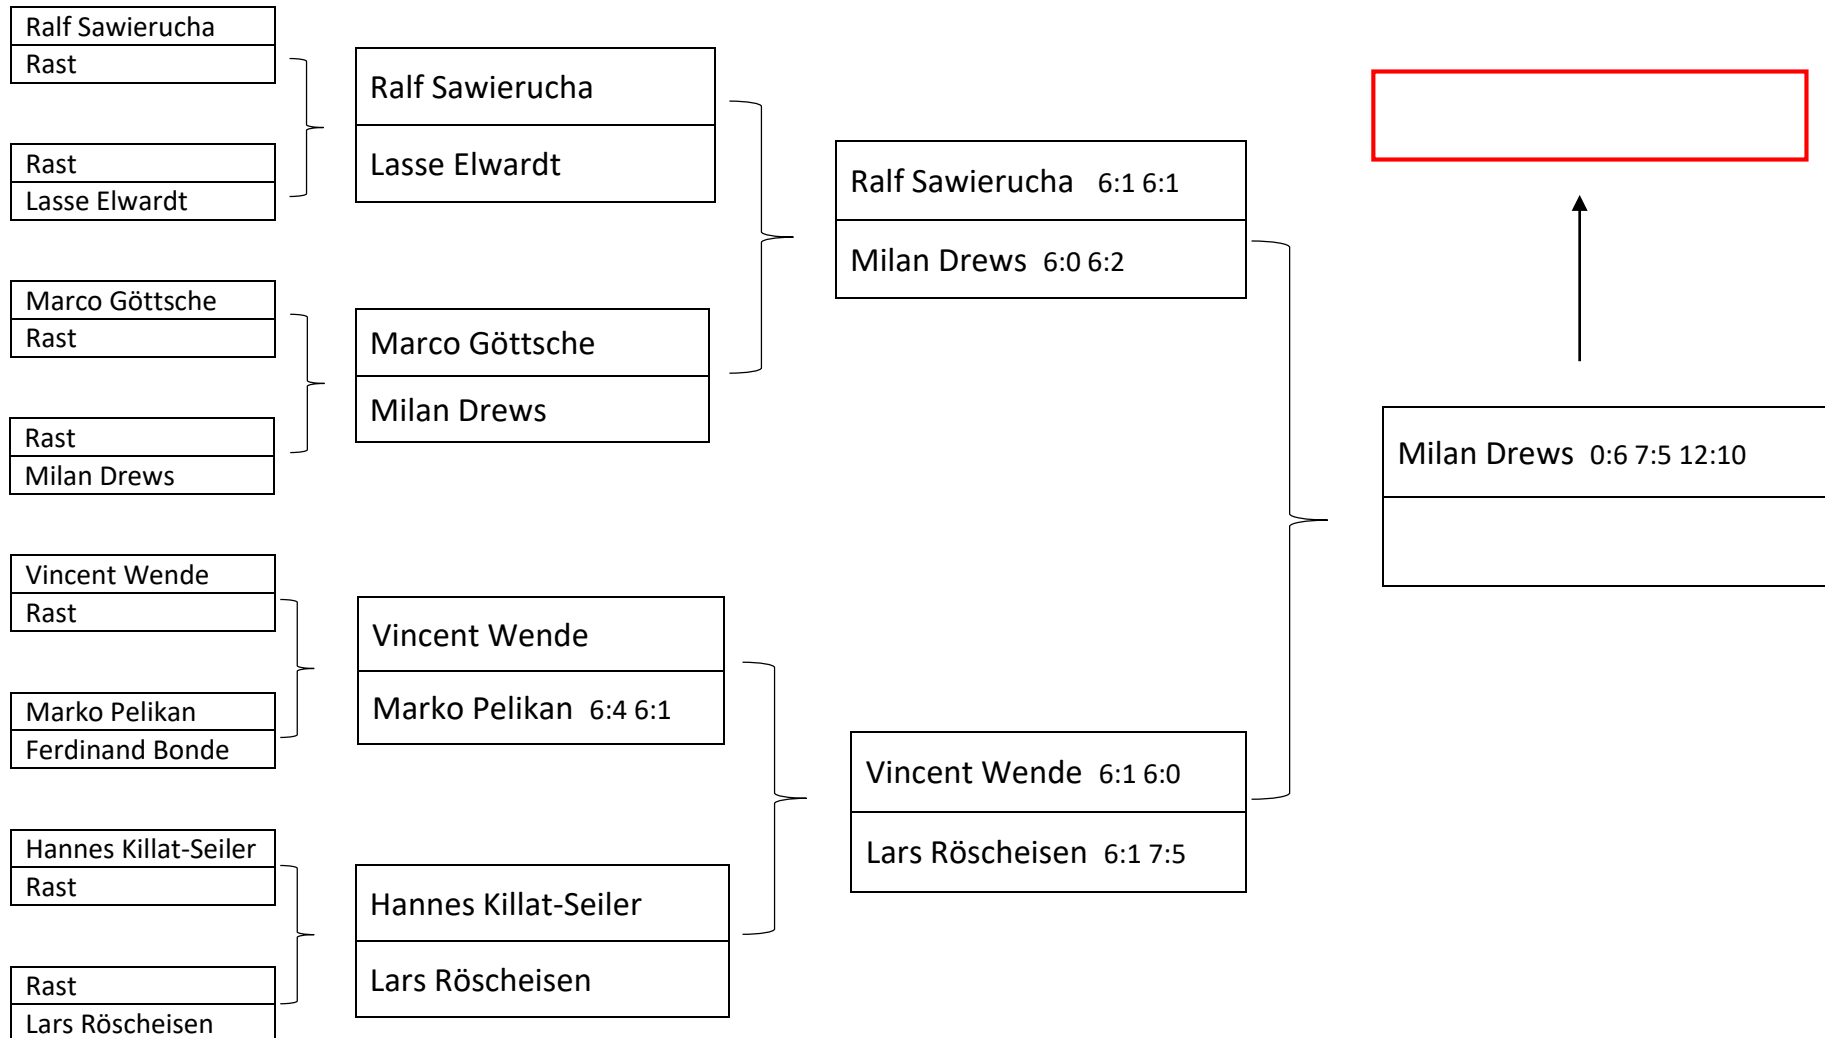 Ralf Sawierucha
Rast
Rast
Lasse Elwardt
Marco Göttsche
Rast
Rast
Milan Drews
Vincent Wende
Rast
Marko Pelikan
Ferdinand Bonde
Hannes Killat-Seiler
Rast
Rast
Lars Röscheisen
Ralf Sawierucha
Lasse Elwardt
Marco Göttsche
Milan Drews
Vincent Wende
Marko Pelikan 6:4 6:1
Hannes Killat-Seiler
Lars Röscheisen
Ralf Sawierucha 6:1 6:1
Milan Drews 6:0 6:2
Vincent Wende 6:1 6:0
Lars Röscheisen 6:1 7:5
Milan Drews 0:6 7:5 12:10